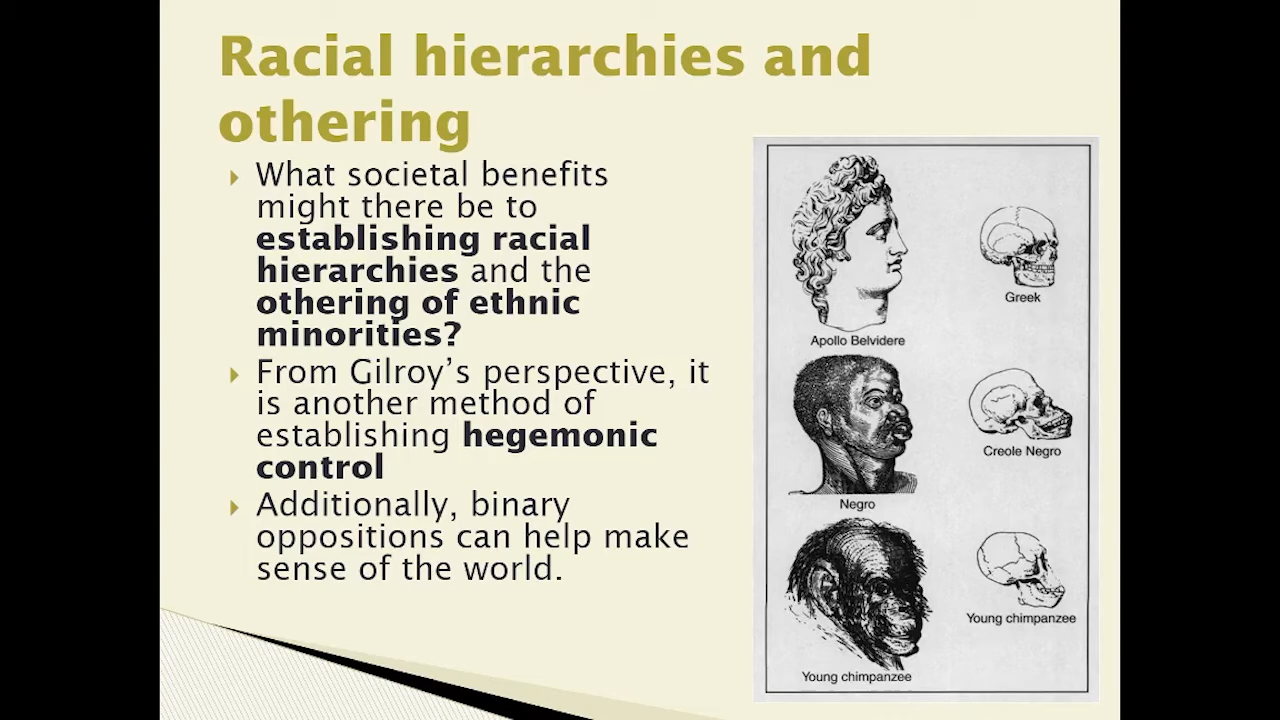 Racial hierarchies and
othering
What societal benefits
might there be to
establishing racial
hierarchies and the
othering of ethnic
minorities?
From Gilroy's perspective, it
is another method of
establishing hegemonic
control
Additionally, binary
oppositions can help make
sense of the world.
Apollo Belvidere
Greek
Negro
Creole Negro
Young chimpanzee
Young chimpanzee